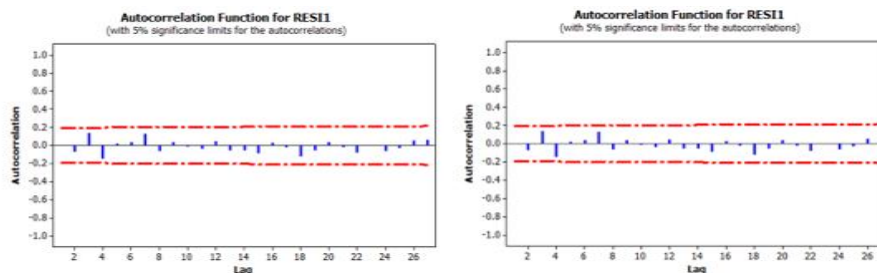 Autocorrelation Function for RESI1
(with 5% significance limits for the autocorrelations)
1.0
0.8
0.6
0.4
0.2
0.0
-0.2
-0.4
-0.6
-0.8
-1.0
Autocorrelation
2 4 6 8 10 12 14 16 18 20 22 24 26
Lag
Autocorrelation Function for RESI1
(with 5% significance limits for the autocorrelations)
1.0
0.8
0.6
0.4
0.2
0.0
-0.2
-0.4
-0.6
-0.8
-1.0
Autocorrelation
2 4 6 8 10 12 14 16 18 20 22 24 26
Lag